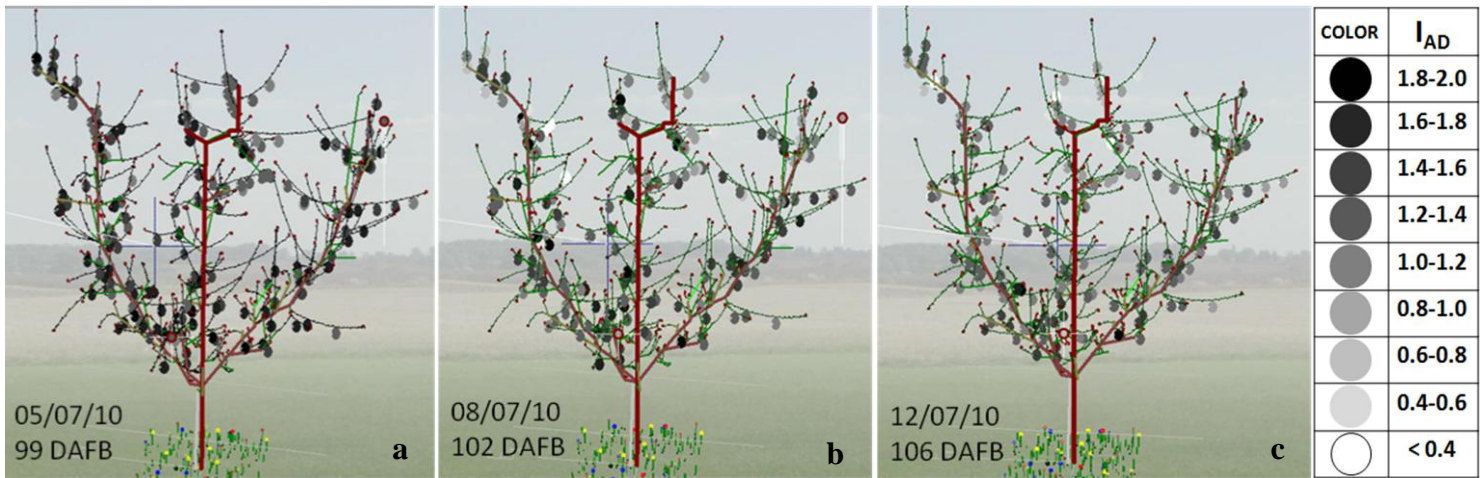 05/07/10
99 DAFB
a
08/07/10
102 DAFB
b
12/07/10
106 DAFB
c
COLOR I_AD
1.8-2.0
1.6-1.8
1.4-1.6
1.2-1.4
1.0-1.2
0.8-1.0
0.6-0.8
0.4-0.6
< 0.4